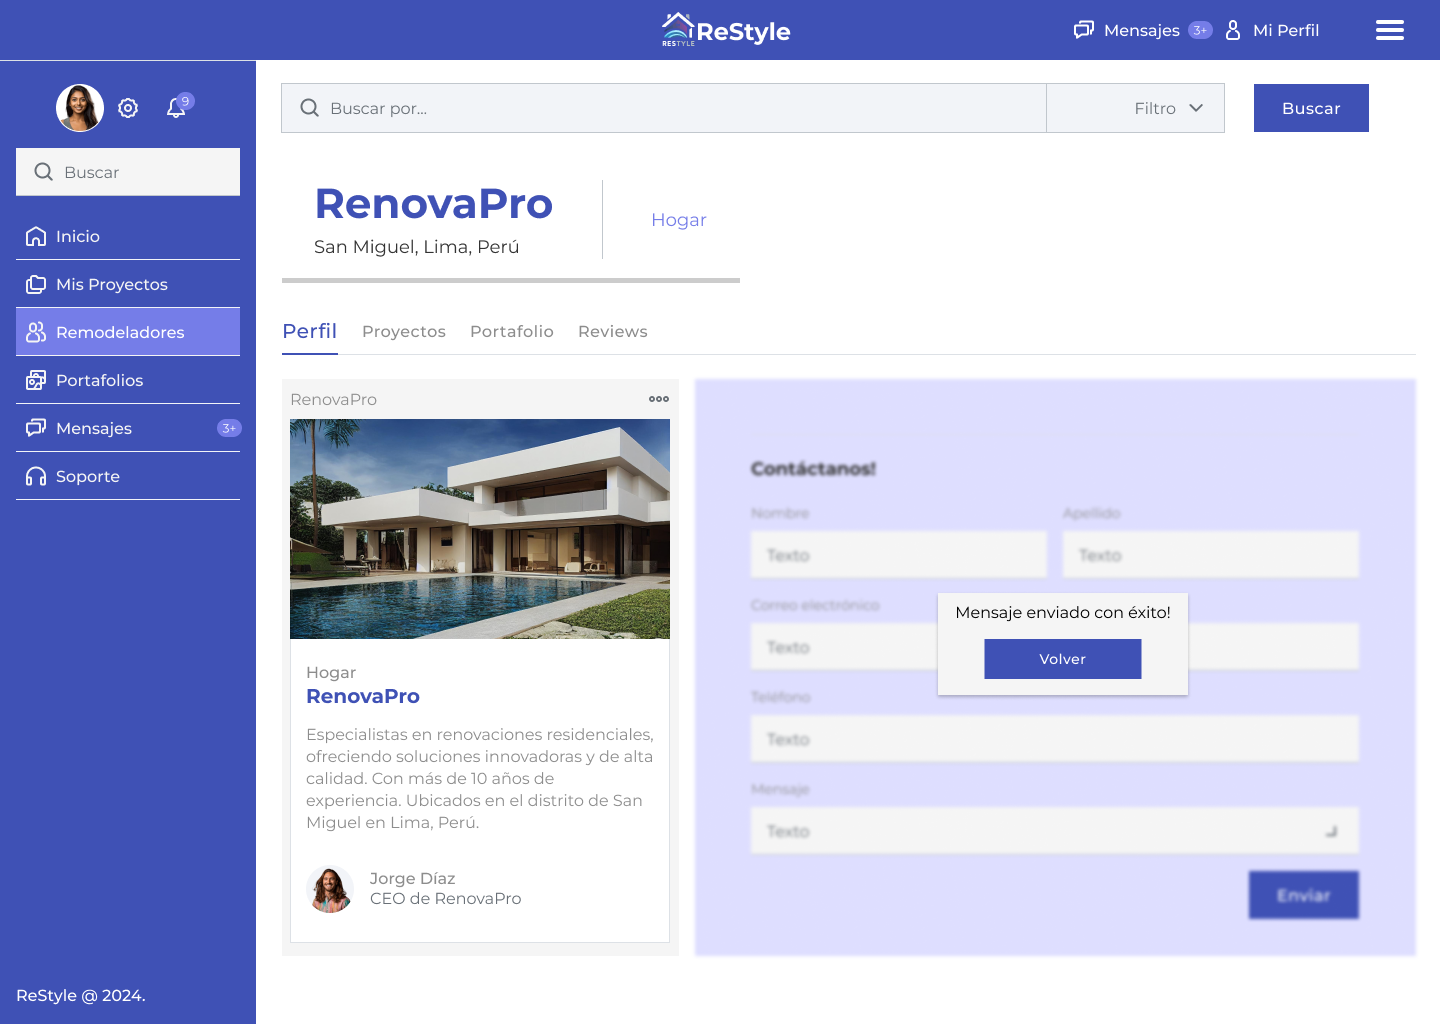 RESTYLE
ReStyle
Mensajes 3+ Mi Perfil
9
Buscar
Inicio
Mis Proyectos
Remodeladores
Portafolios
Mensajes 3+
Soporte
ReStyle @ 2024.
Buscar por...
Filtro
Buscar
RenovaPro
San Miguel, Lima, Perú
Hogar
Perfil Proyectos Portafolio Reviews
RenovaPro
Hogar
RenovaPro
Especialistas en renovaciones residenciales,
ofreciendo soluciones innovadoras y de alta
calidad. Con más de 10 años de
experiencia. Ubicados en el distrito de San
Miguel en Lima, Perú.
Jorge Díaz
CEO de RenovaPro
Contáctanos!
Nombre Apellido
Texto Texto
Correo electrónico
Texto
Mensaje enviado con éxito!
Volver
Teléfono
Texto
Mensaje
Texto
Enviar